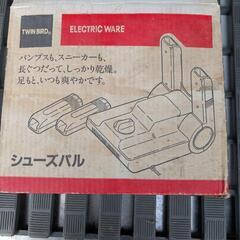 TWINBIRD
ELECTRIC WARE
パンプスも、スニーカーも、
長ぐつだって、しっかり乾燥。
足もと、いつも爽やかです。
シューズパル